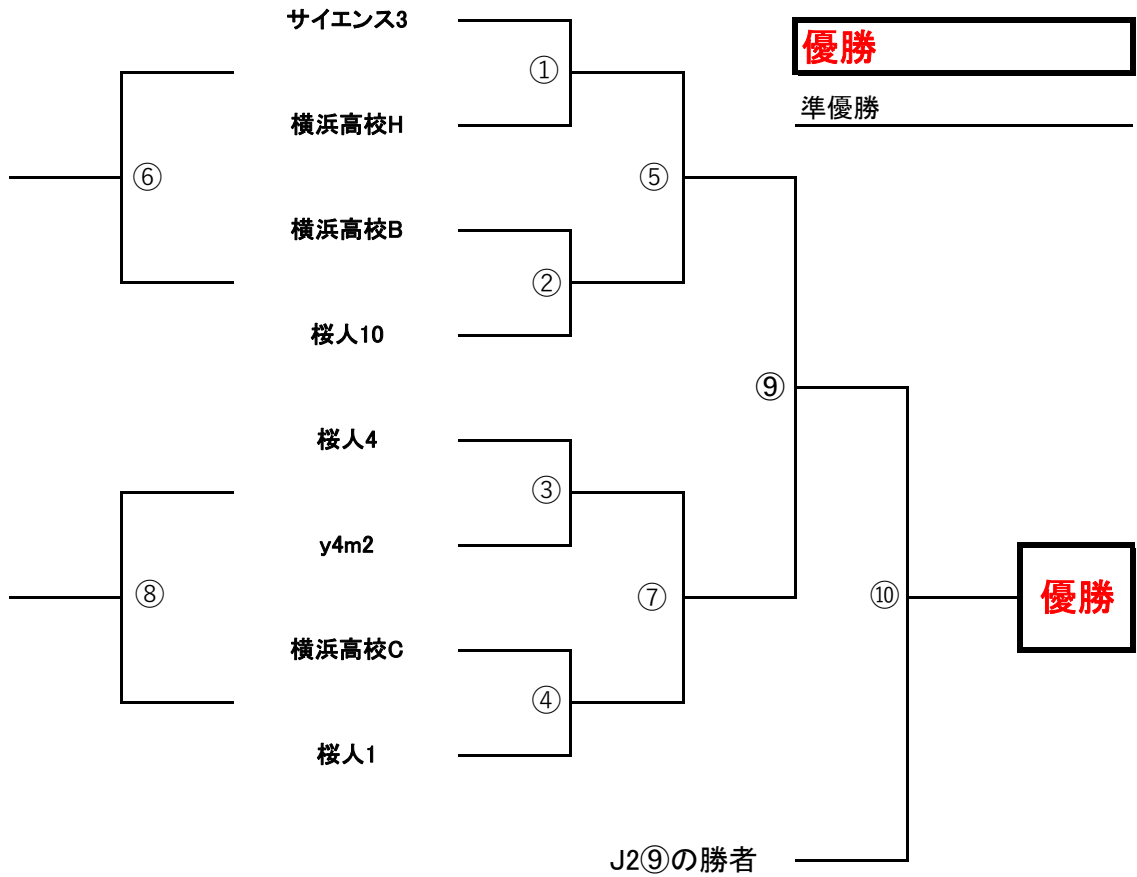 サイエンス3
優勝
①
準優勝
横浜高校H
⑥
⑤
横浜高校B
②
桜人10
⑨
桜人4
③
y4m2
⑧
⑦
⑩
優勝
横浜高校C
④
桜人1
J2⑨の勝者